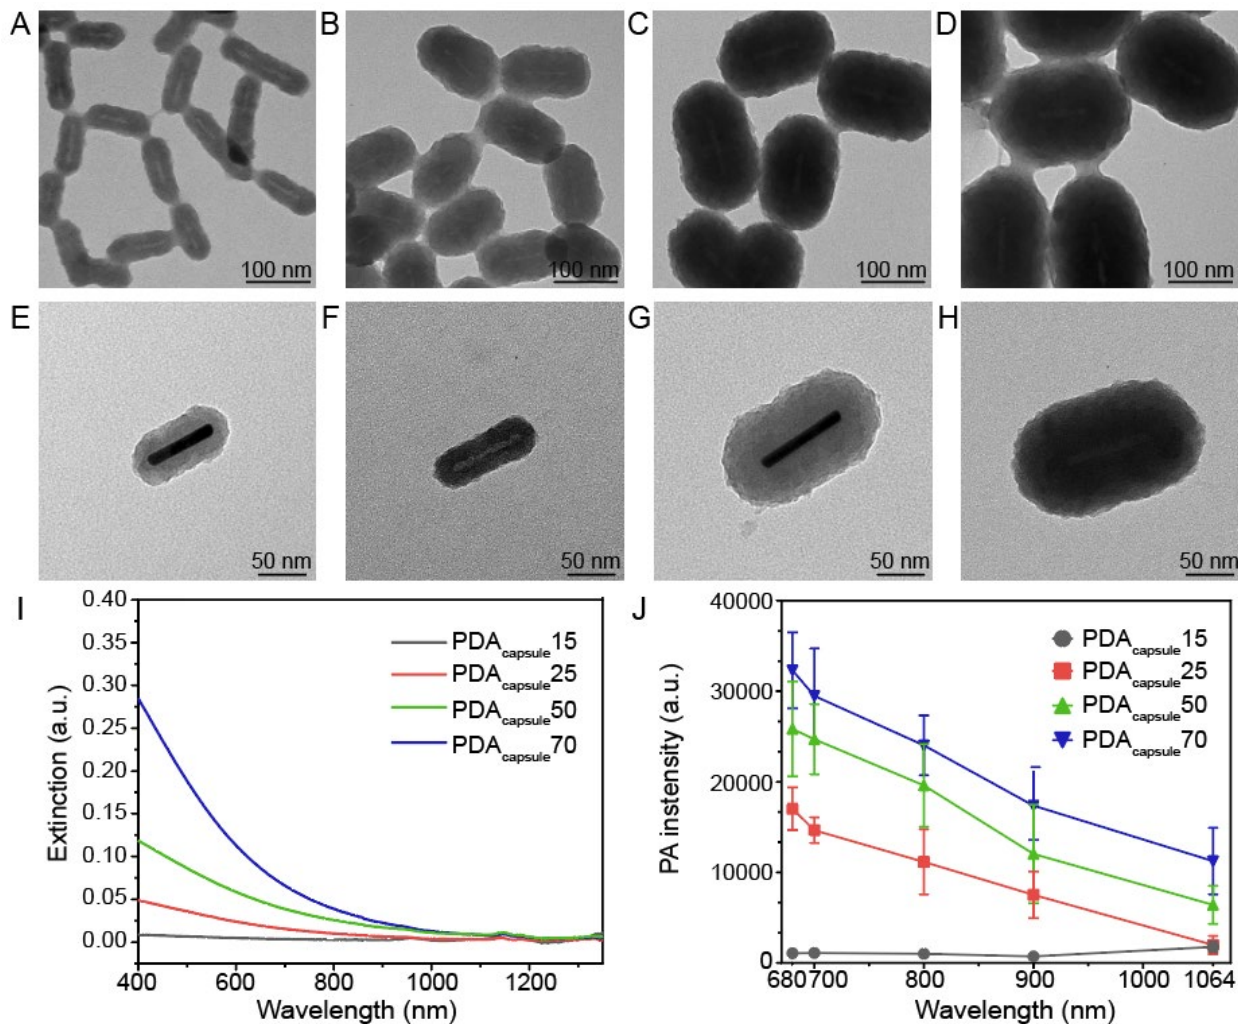 A
B
C
D
100 nm
100 nm
100 nm
100 nm
E
F
G
H
50 nm
50 nm
50 nm
50 nm
I
0.40
0.35
0.30
0.25
0.20
0.15
0.10
0.05
0.00
Extinction (a.u.)
PDAcapsule15
PDAcapsule25
PDAcapsule50
PDAcapsule70
400
600
800
1000
1200
Wavelength (nm)
J
40000
30000
20000
10000
0
PA instensity (a.u.)
PDAcapsule15
PDAcapsule25
PDAcapsule50
PDAcapsule70
680
700
800
900
1000
1064
Wavelength (nm)